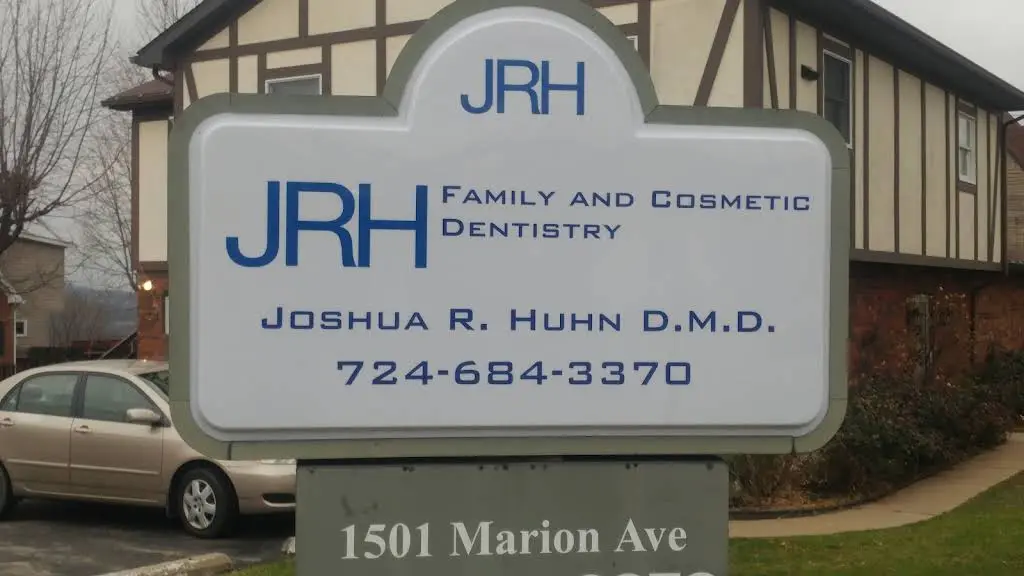 JRH
JRH Family and Cosmetic
Dentistry
Joshua R. Huhn D.M.D.
724-684-3370
1501 Marion Ave